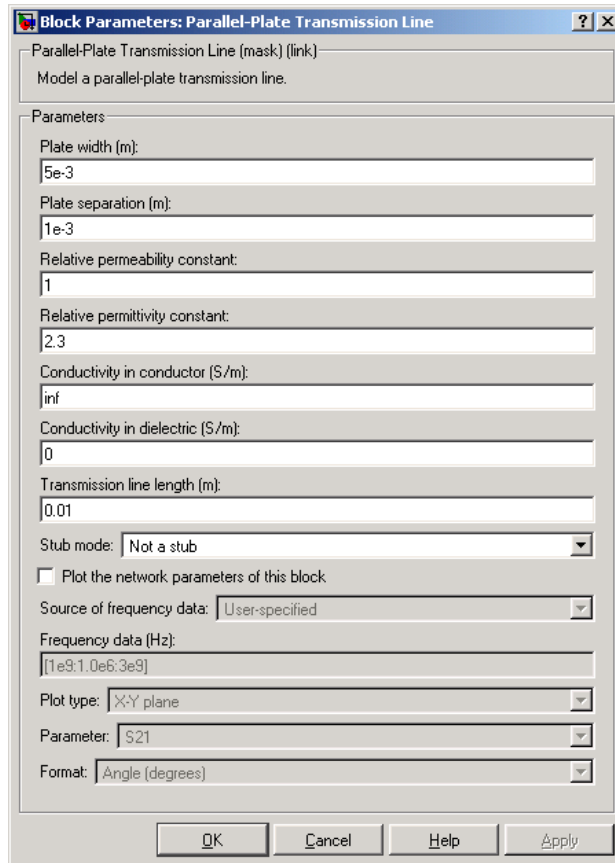 Block Parameters: Parallel-Plate Transmission Line
Parallel-Plate Transmission Line (mask) (link)
Model a parallel-plate transmission line.
Parameters
Plate width (m):
5e-3
Plate separation (m):
1e-3
Relative permeability constant:
1
Relative permittivity constant:
2.3
Conductivity in conductor (S/m):
inf
Conductivity in dielectric (S/m):
0
Transmission line length (m):
0.01
Stub mode: Not a stub
Plot the network parameters of this block
Source of frequency data: User-specified
Frequency data (Hz):
[1e9:1.0e6:3e9]
Plot type: X-Y plane
Parameter: S21
Format: Angle (degrees)
OK Cancel Help Apply